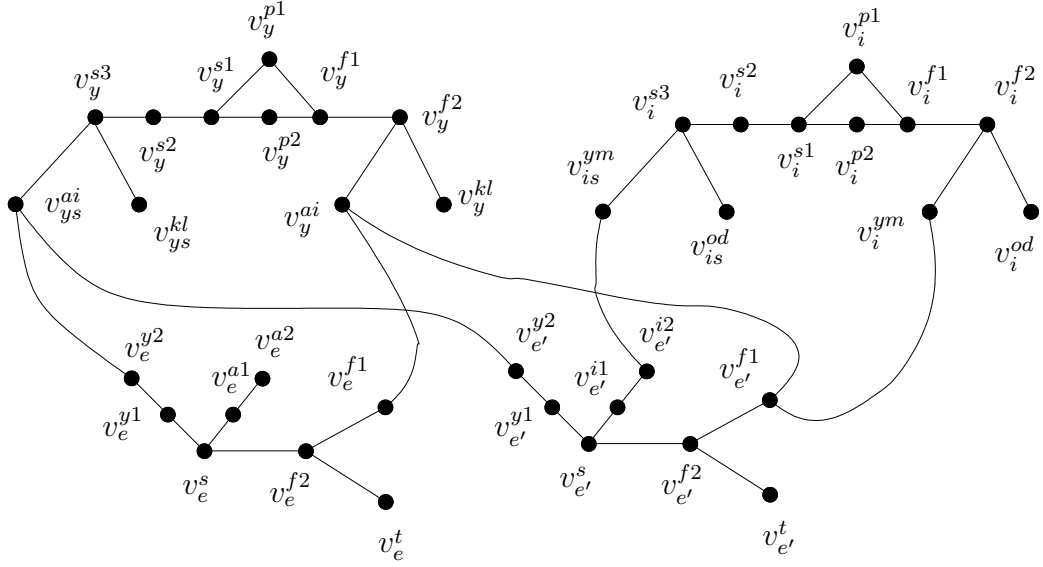 v_y^{p1}
v_i^{p1}
v_y^{s3}
v_y^{s1}
v_y^{f1}
v_i^{s3}
v_i^{s2}
v_i^{f1}
v_i^{f2}
v_y^{f2}
v_y^{s2}
v_y^{p2}
v_i^{s1}
v_i^{p2}
v_{is}^{ym}
v_{ys}^{ai}
v_{ys}^{kl}
v_y^{ai}
v_y^{kl}
v_{is}^{od}
v_i^{ym}
v_i^{od}
v_e^{y2}
v_e^{a2}
v_{e'}^{y2}
v_{e'}^{i2}
v_e^{a1}
v_e^{f1}
v_{e'}^{i1}
v_{e'}^{f1}
v_e^{y1}
v_{e'}^{y1}
v_e^s
v_e^{f2}
v_{e'}^s
v_{e'}^{f2}
v_e^t
v_{e'}^t